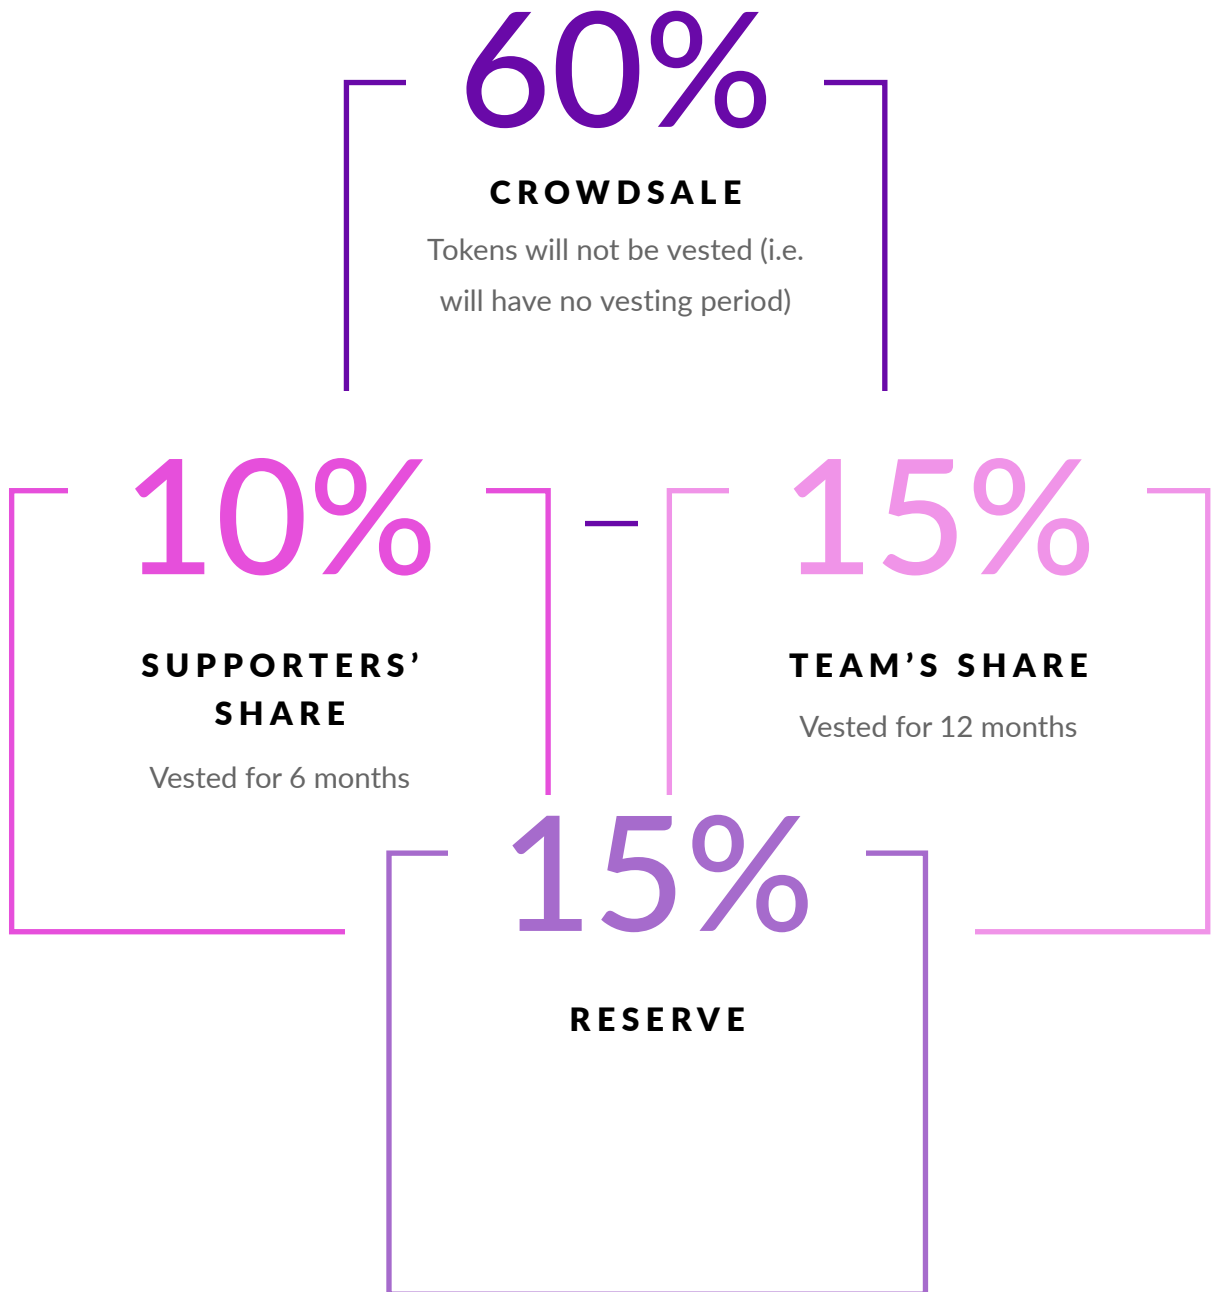 60%
CROWDSALE
Tokens will not be vested (i.e.
will have no vesting period)
10%
SUPPORTERS’
SHARE
Vested for 6 months
15%
TEAM’S SHARE
Vested for 12 months
15%
RESERVE